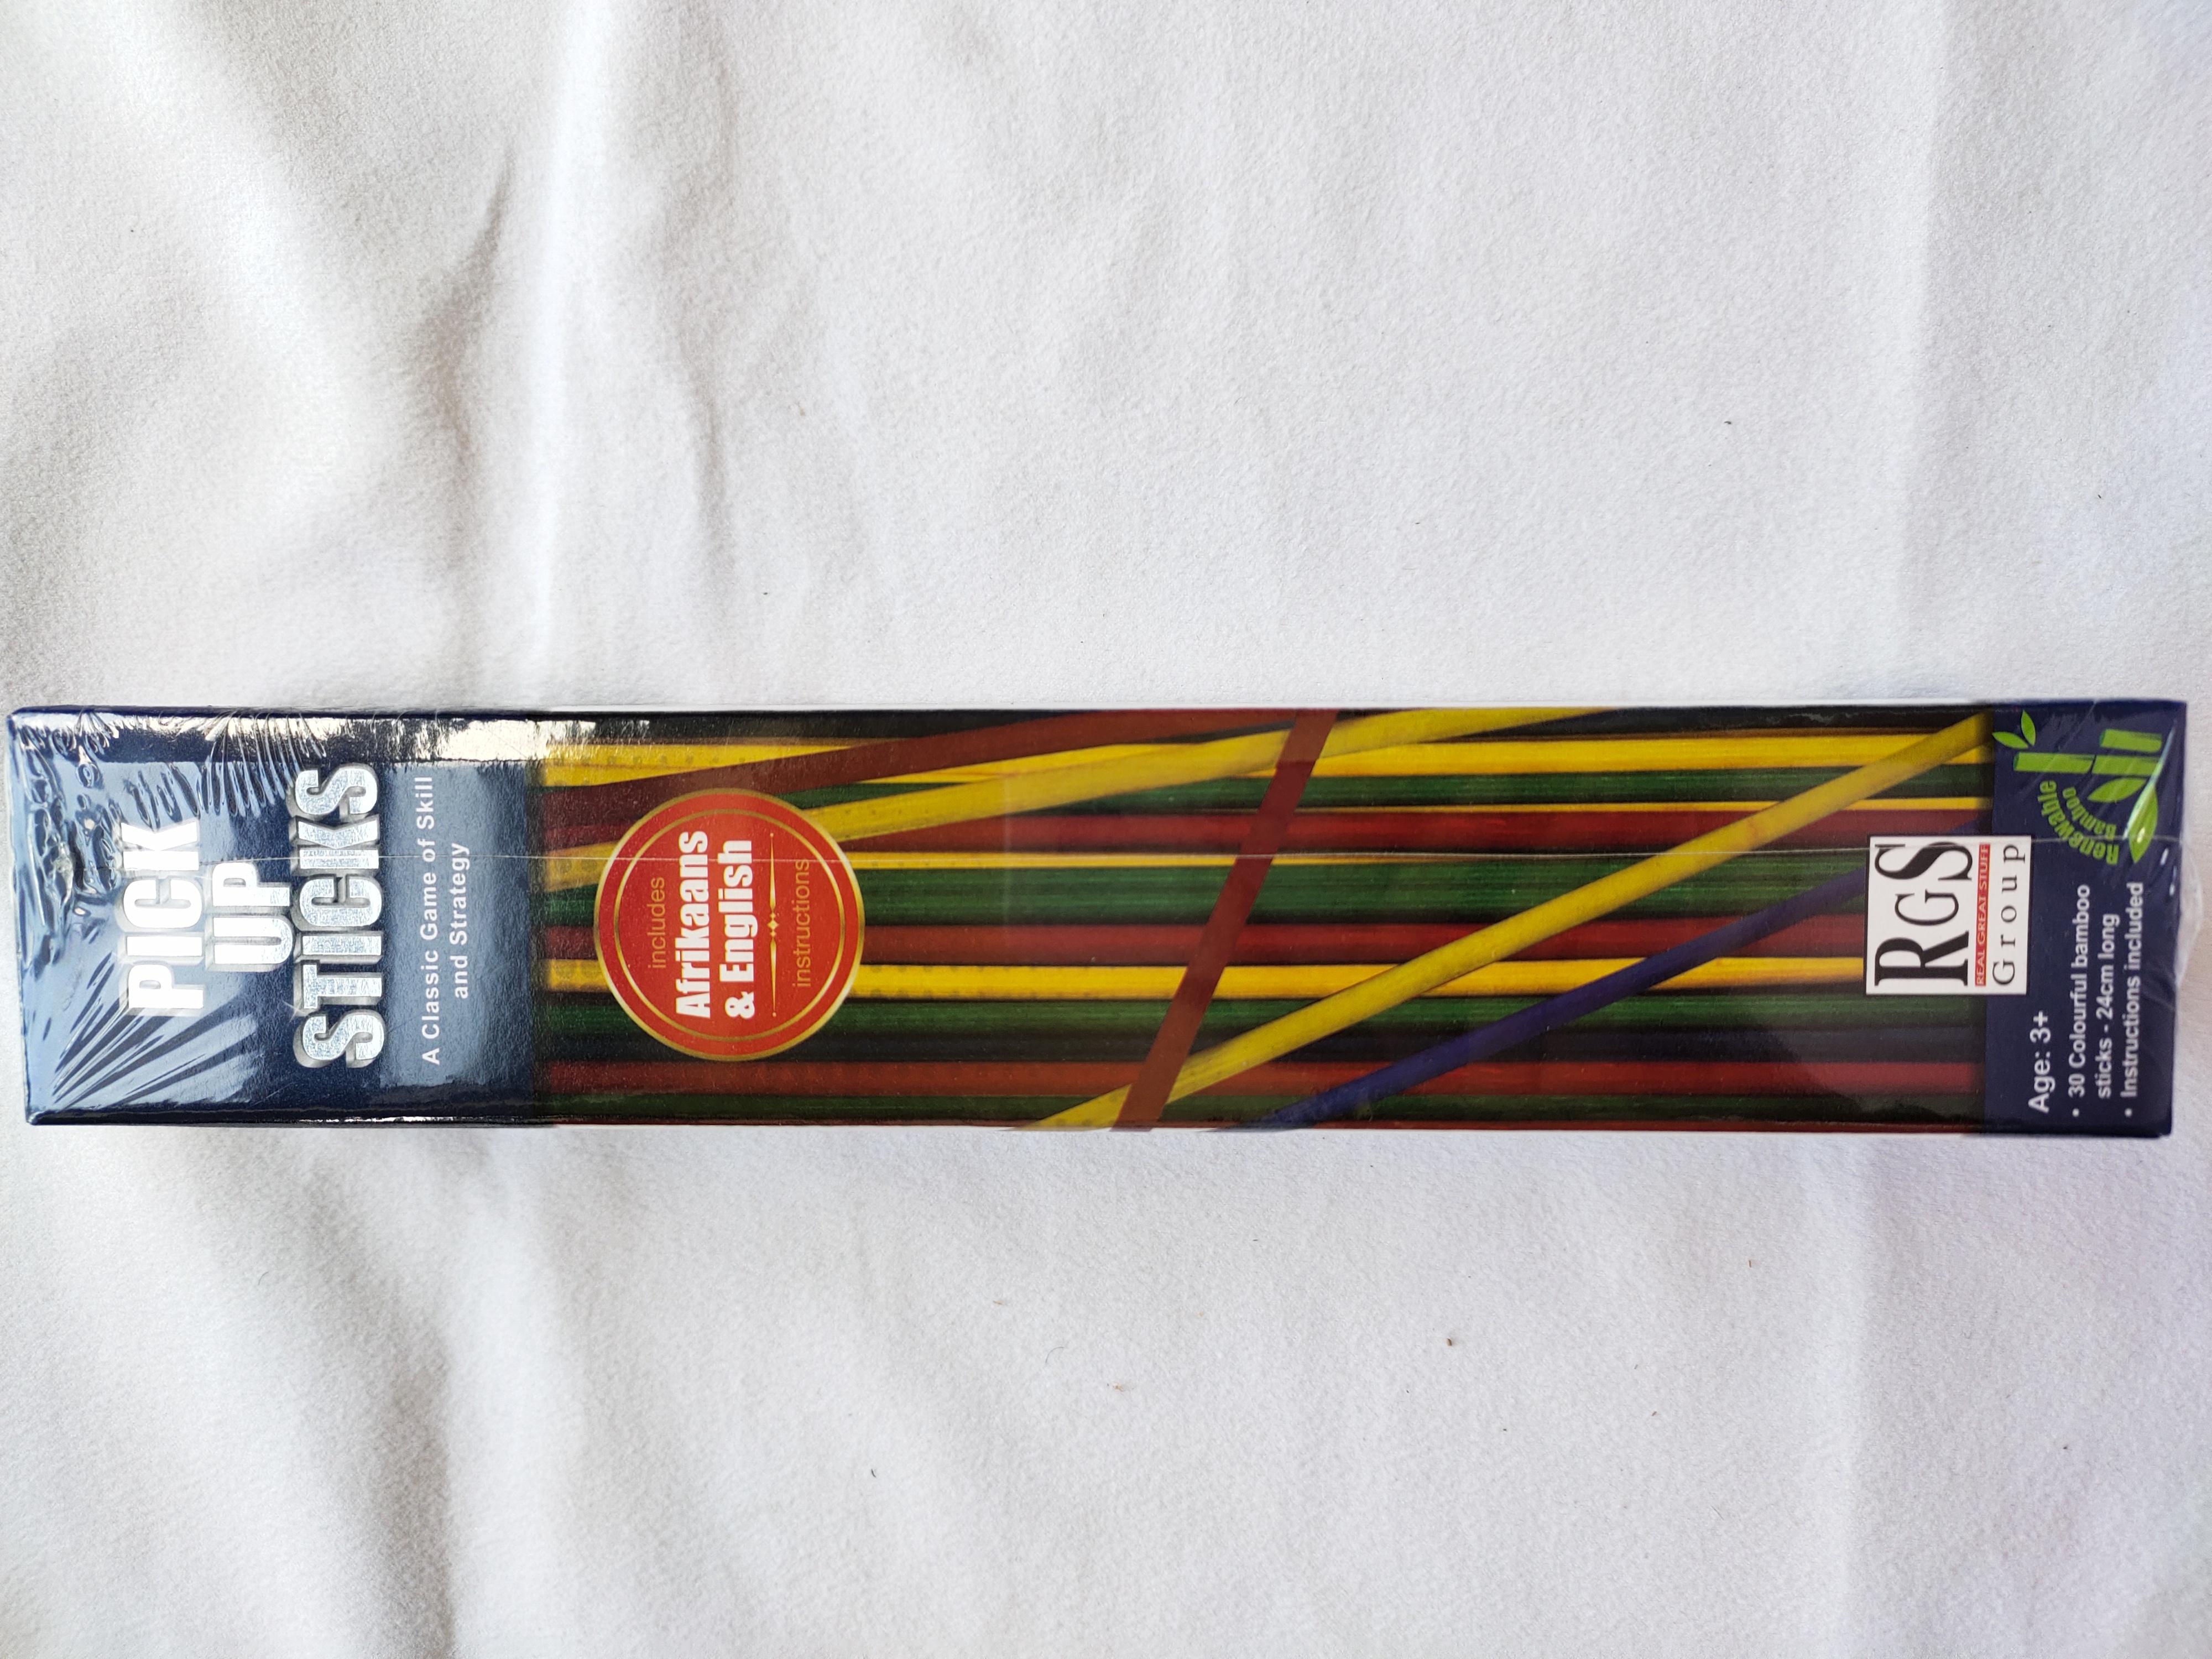 PICK
UP
STICKS
A Classic Game of Skill
and Strategy
includes
Afrikaans
& English
instructions
RGS
REAL GREAT STUFF
Group
Renewable
Bamboo
Age: 3+
• 30 Colourful bamboo
sticks - 24cm long
• Instructions included